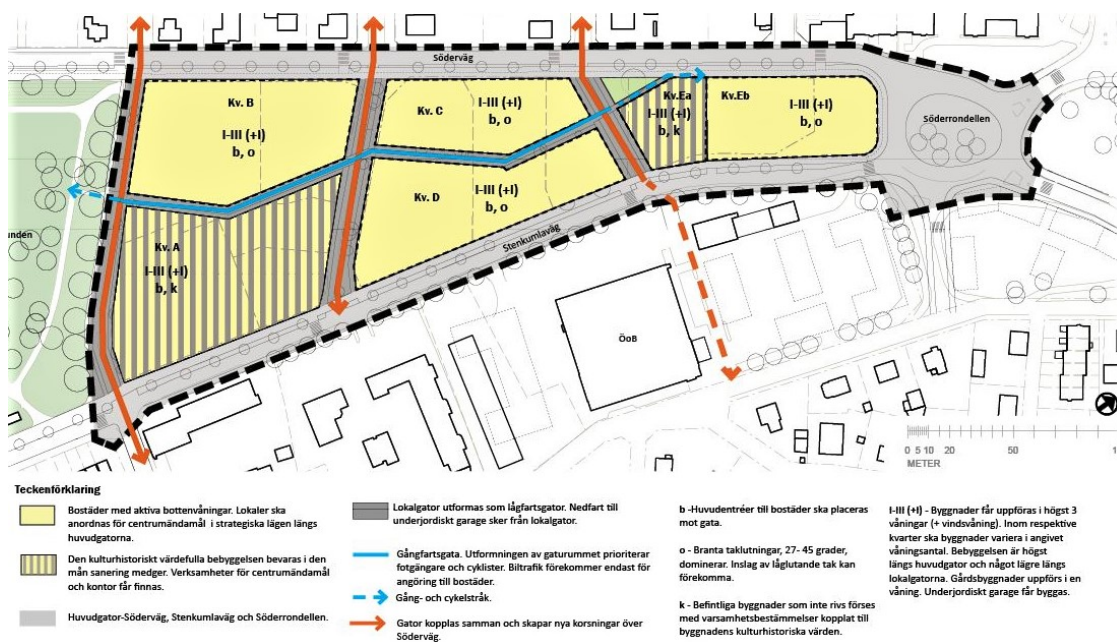 Söderväg
Kv. B
I-III (+I)
b, o
Kv. C
I-III (+I)
b, o
Kv.Ea
I-III (+I)
b, k
Kv.Eb
I-III (+I)
b, o
Söderrondellen
unden
Kv. A
I-III (+I)
b, k
Kv. D
I-III (+I)
b, o
Stenkumlaväg
ÖoB
0 5 10 20 50 1
METER
Teckenförklaring
Bostäder med aktiva bottenvåningar. Lokaler ska
anordnas för centrumändamål i strategiska lägen längs
huvudgatorna.
Den kulturhistoriskt värdefulla bebyggelsen bevaras i den
mån sanering medger. Verksamheter för centrumändamål
och kontor får finnas.
Huvudgator-Söderväg, Stenkumlaväg och Söderrondellen.
Lokalgator utformas som lågfartsgator. Nedfart till
underjordiskt garage sker från lokalgator.
Gångfartsgata. Utformningen av gaturummet prioriterar
fotgängare och cyklister. Biltrafik förekommer endast för
angöring till bostäder.
Gång- och cykelstråk.
Gator kopplas samman och skapar nya korsningar över
Söderväg.
b -Huvudentréer till bostäder ska placeras
mot gata.
o - Branta taklutningar, 27- 45 grader,
dominerar. Inslag av låglutande tak kan
förekomma.
k - Befintliga byggnader som inte rivs förses
med varsamhetsbestämmelser kopplat till
byggnadens kulturhistoriska värden.
I-III (+I) - Byggnader får uppföras i högst 3
våningar (+ vindsvåning). Inom respektive
kvarter ska byggnader variera i angivet
våningsantal. Bebyggelsen är högst
längs huvudgator och något lägre längs
lokalgatorna. Gårdsbyggnader uppförs i en
våning. Underjordiskt garage får byggas.